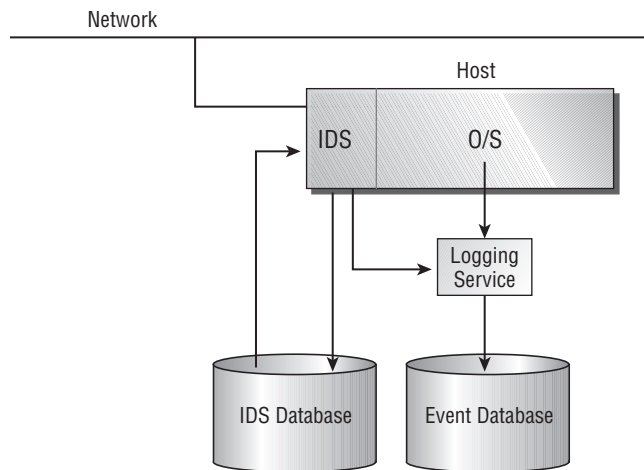 Network
Host
IDS
O/S
Logging
Service
IDS Database
Event Database